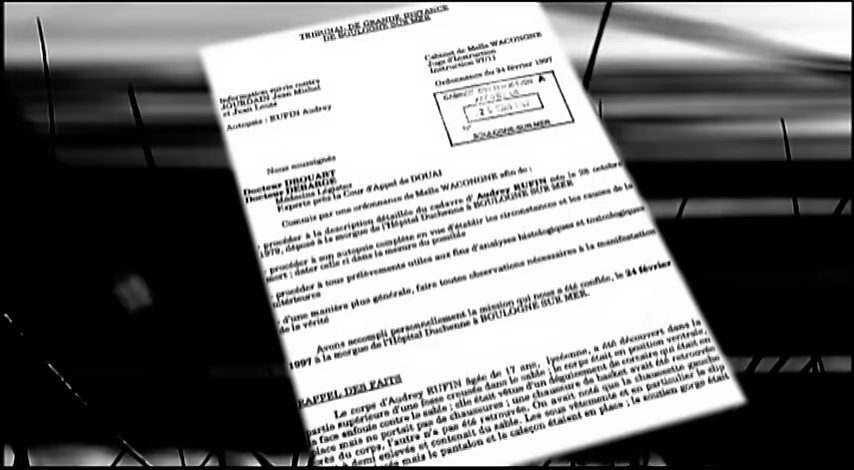 TRIBUNAL DE GRANDE INSTANCE
DE BOULOGNE SUR MER
Cabinet de Melle WACONGNE
Juge d'Instruction
Instruction 97/11
Ordonnance du 24 février 1997
Information suivie contre
JOURDAIN Jean Michel
et Jean Louis
Autopsie : RUFIN Audrey
A
BOULOGNE-SUR-MER
Nous soussignés
Docteur DROUART
Docteur DEHARGE
Médecins Légistes
Experts près la Cour d'Appel de DOUAI
Commis par une ordonnance de Melle WACONGNE afin de :
- procéder à la description détaillée du cadavre d' Audrey RUFIN née le 28 octobre
1979, déposé à la morgue de l'Hôpital Duchenne à BOULOGNE SUR MER
- procéder à son autopsie complète en vue d'établir les circonstances et les causes de la
mort ; dater celle ci dans la mesure du possible
- procéder à tous prélèvements utiles aux fins d'analyses histologiques et toxicologiques
ultérieures
- d'une manière plus générale, faire toutes observations nécessaires à la manifestation
de la vérité
Avons accompli personnellement la mission qui nous a été confiée, le 24 février
1997 à la morgue de l'Hôpital Duchenne à BOULOGNE SUR MER.
RAPPEL DES FAITS
Le corps d'Audrey RUFIN âgée de 17 ans, lycéenne, a été découvert dans la
partie supérieure d'une fosse creusée dans le sable ; le corps était en position ventrale,
la face enfouie contre le sable ; elle était vêtue d'un déguisement de corsaire qui était en
place mais ne portait pas de chaussures ; une chaussure de basket avait été retrouvée
près du corps, l'autre n'a pas été retrouvée. On avait noté que la chaussette gauche
demi enlevée et contenait du sable. Les sous vêtements et en particulier le slip
mais le pantalon et le caleçon étaient en place ; le soutien gorge était